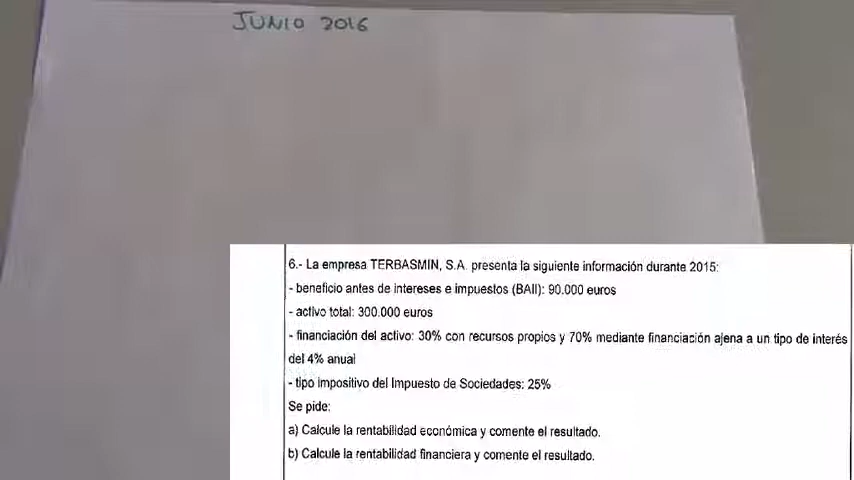 JUNIO 2016
6.- La empresa TERBASMIN, S.A. presenta la siguiente información durante 2015:
- beneficio antes de intereses e impuestos (BAII): 90.000 euros
- activo total: 300.000 euros
- financiación del activo: 30% con recursos propios y 70% mediante financiación ajena a un tipo de interés
del 4% anual
- tipo impositivo del Impuesto de Sociedades: 25%
Se pide:
a) Calcule la rentabilidad económica y comente el resultado.
b) Calcule la rentabilidad financiera y comente el resultado.